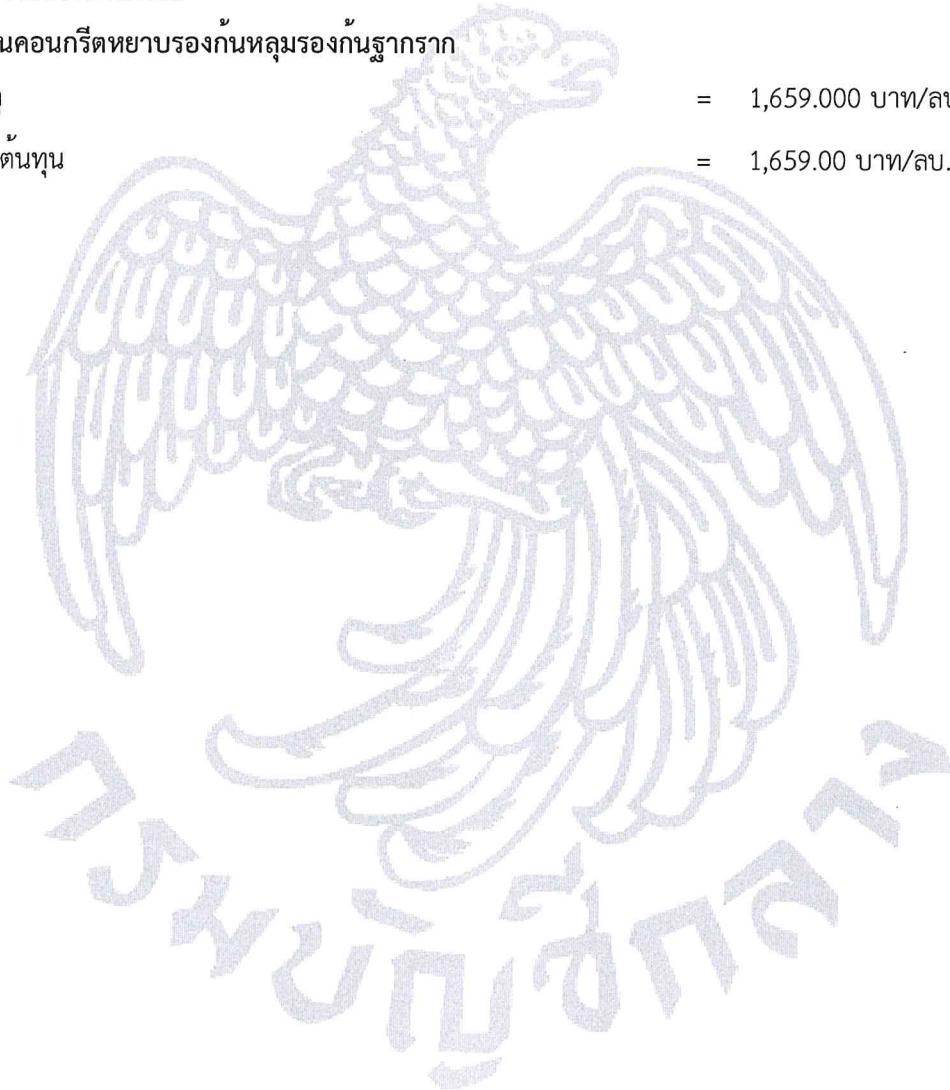 นคอนกรีตหยาบรองก้นหลุมรองก้นฐากราก
= 1,659.000 บาท/ลบ
ต้นทุน = 1,659.00 บาท/ลบ.
กรมบัญชีกลาง